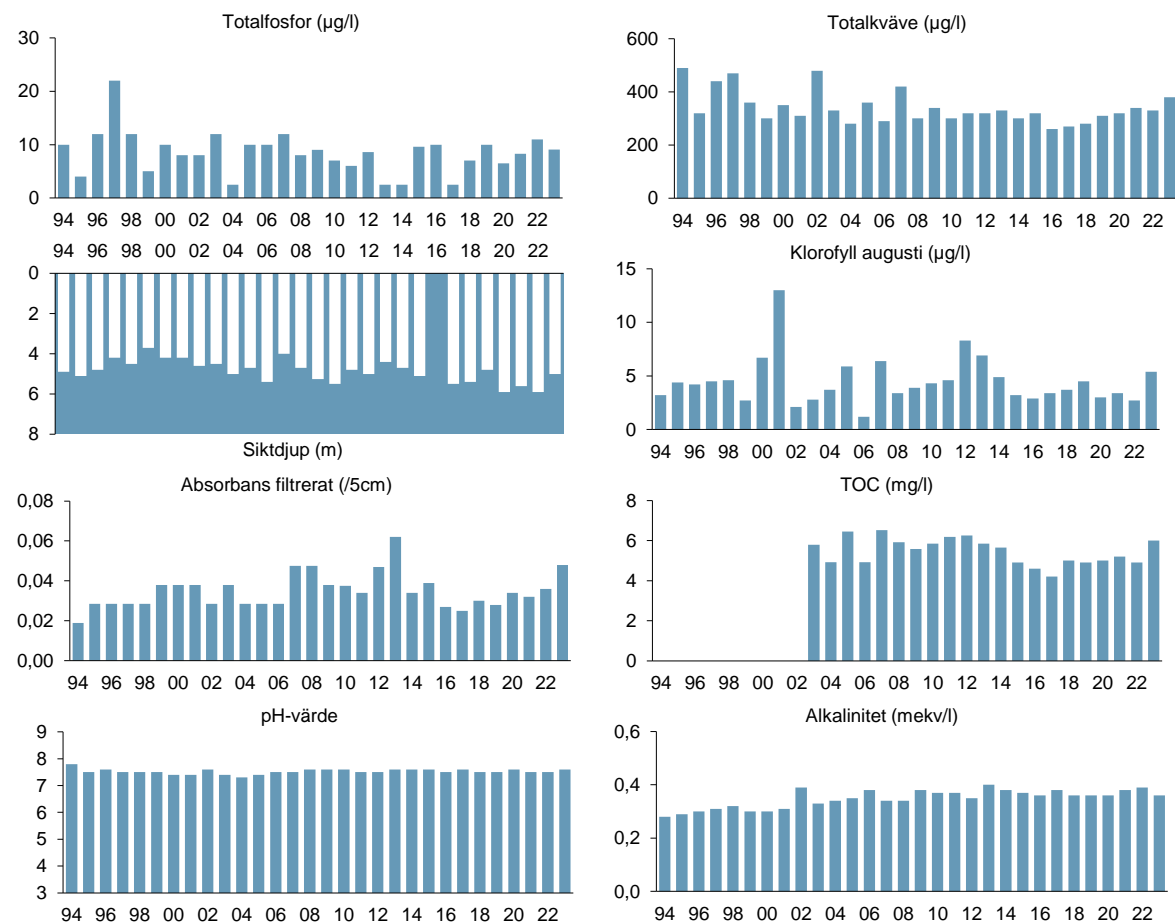 Totalfosfor (µg/l)
30
20
10
0
94 96 98 00 02 04 06 08 10 12 14 16 18 20 22
Totalkväve (µg/l)
600
400
200
0
94 96 98 00 02 04 06 08 10 12 14 16 18 20 22
94 96 98 00 02 04 06 08 10 12 14 16 18 20 22
0
2
4
6
8
Siktdjup (m)
Klorofyll augusti (µg/l)
15
10
5
0
94 96 98 00 02 04 06 08 10 12 14 16 18 20 22
Absorbans filtrerat (/5cm)
0,08
0,06
0,04
0,02
0,00
94 96 98 00 02 04 06 08 10 12 14 16 18 20 22
TOC (mg/l)
8
6
4
2
0
94 96 98 00 02 04 06 08 10 12 14 16 18 20 22
pH-värde
9
8
7
6
5
4
3
94 96 98 00 02 04 06 08 10 12 14 16 18 20 22
Alkalinitet (mekv/l)
0,6
0,4
0,2
0,0
94 96 98 00 02 04 06 08 10 12 14 16 18 20 22